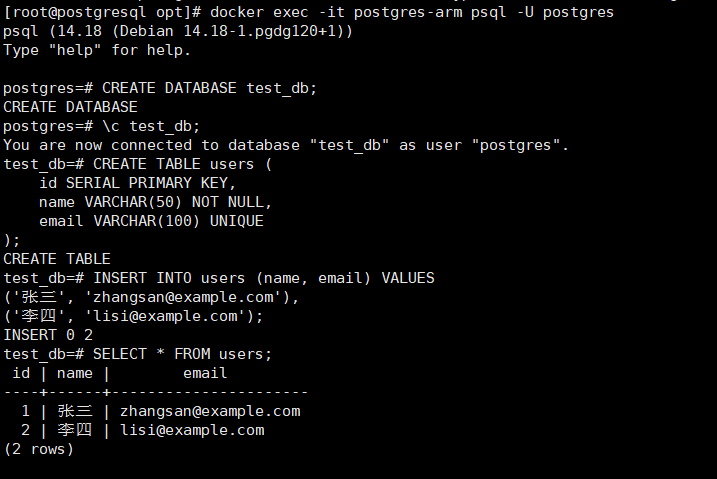 [root@postgresql opt]# docker exec -it postgres-arm psql -U postgres
psql (14.18 (Debian 14.18-1.pgdg120+1))
Type "help" for help.

postgres=# CREATE DATABASE test_db;
CREATE DATABASE
postgres=# \c test_db;
You are now connected to database "test_db" as user "postgres".
test_db=# CREATE TABLE users (
    id SERIAL PRIMARY KEY,
    name VARCHAR(50) NOT NULL,
    email VARCHAR(100) UNIQUE
);
CREATE TABLE
test_db=# INSERT INTO users (name, email) VALUES
('张三', 'zhangsan@example.com'),
('李四', 'lisi@example.com');
INSERT 0 2
test_db=# SELECT * FROM users;
 id | name |        email
----+------+----------------------
  1 | 张三 | zhangsan@example.com
  2 | 李四 | lisi@example.com
(2 rows)